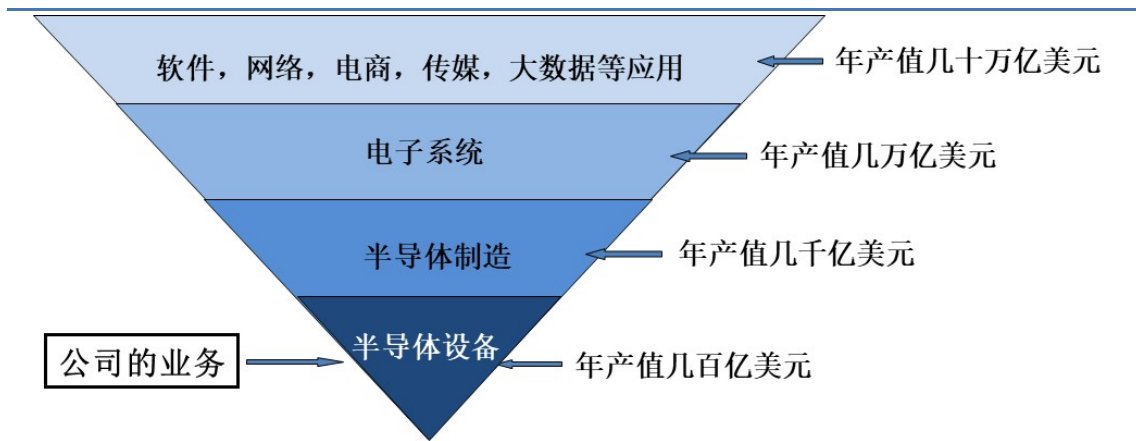 软件，网络，电商，传媒，大数据等应用
年产值几十万亿美元
电子系统
年产值几万亿美元
半导体制造
年产值几千亿美元
半导体设备
公司的业务
年产值几百亿美元